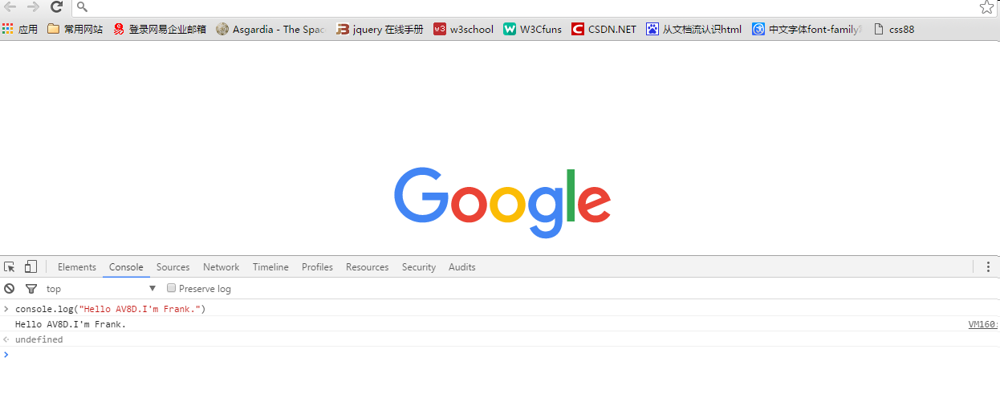 应用 常用网站 登录网易企业邮箱 Asgardia - The Spac jquery 在线手册 w3school W3Cfuns CSDN.NET 从文档流认识html 中文字体font-family css88
Google
Elements Console Sources Network Timeline Profiles Resources Security Audits
top Preserve log
console.log("Hello AV8D.I'm Frank.")
Hello AV8D.I'm Frank. VM160:
undefined